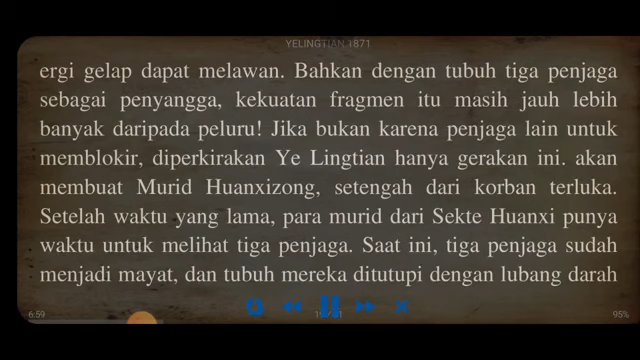 YELINGTIAN 1871
ergi gelap dapat melawan. Bahkan dengan tubuh tiga penjaga
sebagai penyangga, kekuatan fragmen itu masih jauh lebih
banyak daripada peluru! Jika bukan karena penjaga lain untuk
memblokir, diperkirakan Ye Lingtian hanya gerakan ini. akan
membuat Murid Huanxizong, setengah dari korban terluka.
Setelah waktu yang lama, para murid dari Sekte Huanxi punya
waktu untuk melihat tiga penjaga. Saat ini, tiga penjaga sudah
menjadi mayat, dan tubuh mereka ditutupi dengan lubang darah
6:59
95%